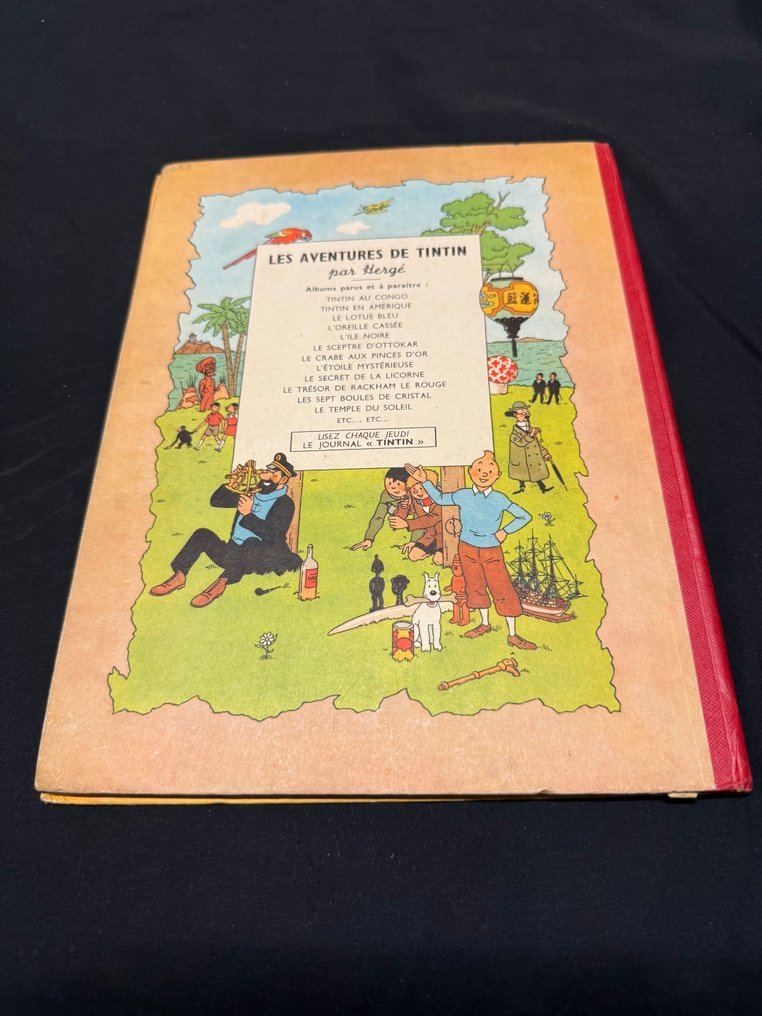 LES AVENTURES DE TINTIN
par Hergé
Albums parus et à paraître :
TINTIN AU CONGO
TINTIN EN AMÉRIQUE
LE LOTUS BLEU
L'OREILLE CASSÉE
L'ILE NOIRE
LE SCEPTRE D'OTTOKAR
LE CRABE AUX PINCES D'OR
L'ÉTOILE MYSTÉRIEUSE
LE SECRET DE LA LICORNE
LE TRÉSOR DE RACKHAM LE ROUGE
LES SEPT BOULES DE CRISTAL
LE TEMPLE DU SOLEIL
ETC.... ETC...
LISEZ CHAQUE JEUDI
LE JOURNAL « TINTIN »
藍蓮